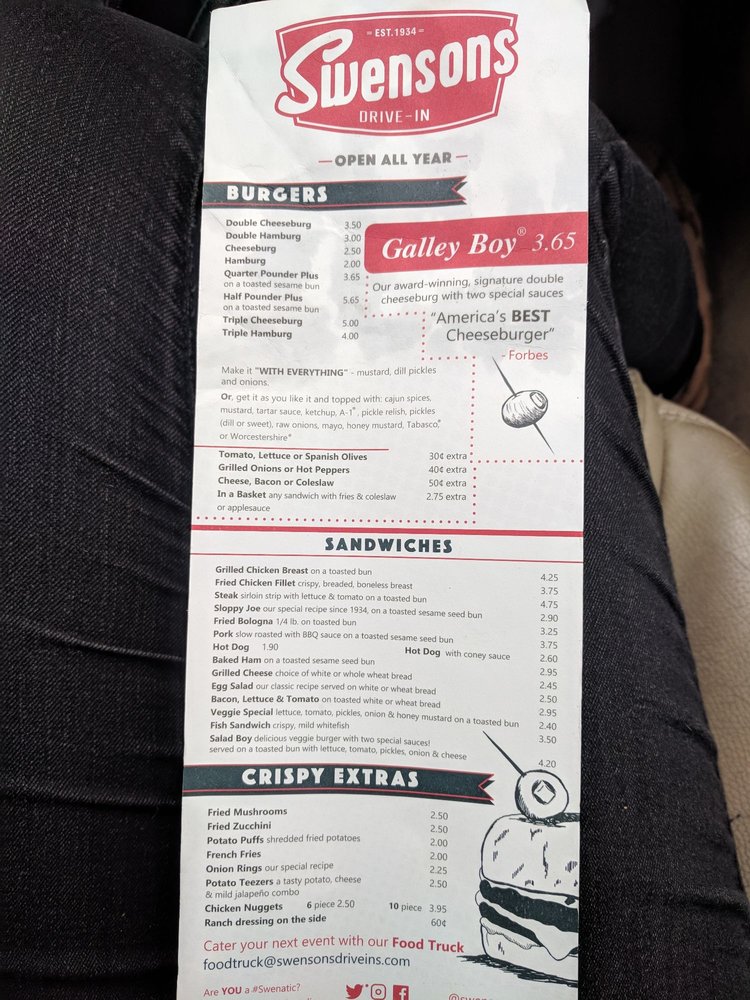 - EST.1934 -
Swensons
DRIVE-IN
— OPEN ALL YEAR —
BURGERS
Double Cheeseburg 3.50
Double Hamburg 3.00
Cheeseburg 2.50
Hamburg 2.00
Quarter Pounder Plus 3.65
on a toasted sesame bun
Half Pounder Plus 5.65
on a toasted sesame bun
Triple Cheeseburg 5.00
Triple Hamburg 4.00
Galley Boy® 3.65
Our award-winning, signature double
cheeseburg with two special sauces
"America's BEST
Cheeseburger"
- Forbes
Make it "WITH EVERYTHING" - mustard, dill pickles
and onions.
Or, get it as you like it and topped with: cajun spices,
mustard, tartar sauce, ketchup, A-1®, pickle relish, pickles
(dill or sweet), raw onions, mayo, honey mustard, Tabasco®
or Worcestershire®
Tomato, Lettuce or Spanish Olives 30¢ extra
Grilled Onions or Hot Peppers 40¢ extra
Cheese, Bacon or Coleslaw 50¢ extra
In a Basket any sandwich with fries & coleslaw 2.75 extra
or applesauce
SANDWICHES
Grilled Chicken Breast on a toasted bun 4.25
Fried Chicken Fillet crispy, breaded, boneless breast 3.75
Steak sirloin strip with lettuce & tomato on a toasted bun 4.75
Sloppy Joe our special recipe since 1934, on a toasted sesame seed bun 2.90
Fried Bologna 1/4 lb. on toasted bun 3.25
Pork slow roasted with BBQ sauce on a toasted sesame seed bun 3.75
Hot Dog 1.90 Hot Dog with coney sauce 2.60
Baked Ham on a toasted sesame seed bun 2.95
Grilled Cheese choice of white or whole wheat bread 2.45
Egg Salad our classic recipe served on white or wheat bread 2.50
Bacon, Lettuce & Tomato on toasted white or wheat bread 2.95
Veggie Special lettuce, tomato, pickles, onion & honey mustard on a toasted bun 2.40
Fish Sandwich crispy, mild whitefish 3.50
Salad Boy delicious veggie burger with two special sauces!
served on a toasted bun with lettuce, tomato, pickles, onion & cheese 4.20
CRISPY EXTRAS
Fried Mushrooms 2.50
Fried Zucchini 2.50
Potato Puffs shredded fried potatoes 2.00
French Fries 2.00
Onion Rings our special recipe 2.25
Potato Teezers a tasty potato, cheese 2.50
& mild jalapeño combo
Chicken Nuggets 6 piece 2.50 10 piece 3.95
Ranch dressing on the side 60¢
Cater your next event with our Food Truck
foodtruck@swensonsdriveins.com
Are YOU a #Swenatic?